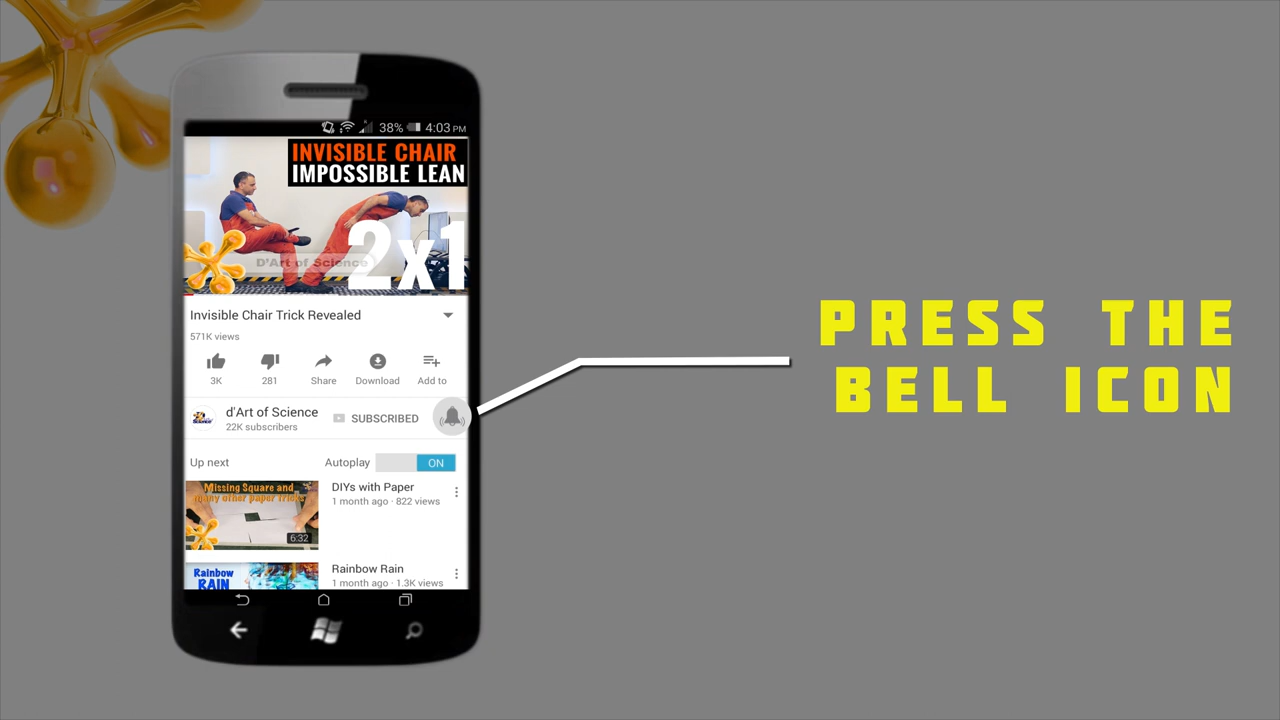 38% 4:03 PM
INVISIBLE CHAIR
IMPOSSIBLE LEAN
2x1
D'Art of Science
Invisible Chair Trick Revealed
571K views
3K 281 Share Download Add to
d'Art of Science
22K subscribers
SUBSCRIBED
Up next Autoplay ON
Missing Square and
many other paper tricks
6:32
DIYs with Paper
1 month ago · 822 views
Rainbow
RAIN
Rainbow Rain
1 month ago · 1.3K views
PRESS THE
BELL ICON